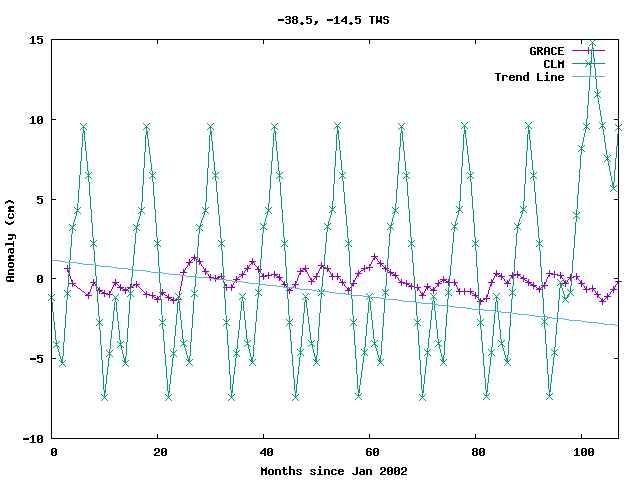 -38.5, -14.5 TWS
GRACE
CLM
Trend Line
Anomaly (cm)
15
10
5
0
-5
-10
0 20 40 60 80 100
Months since Jan 2002